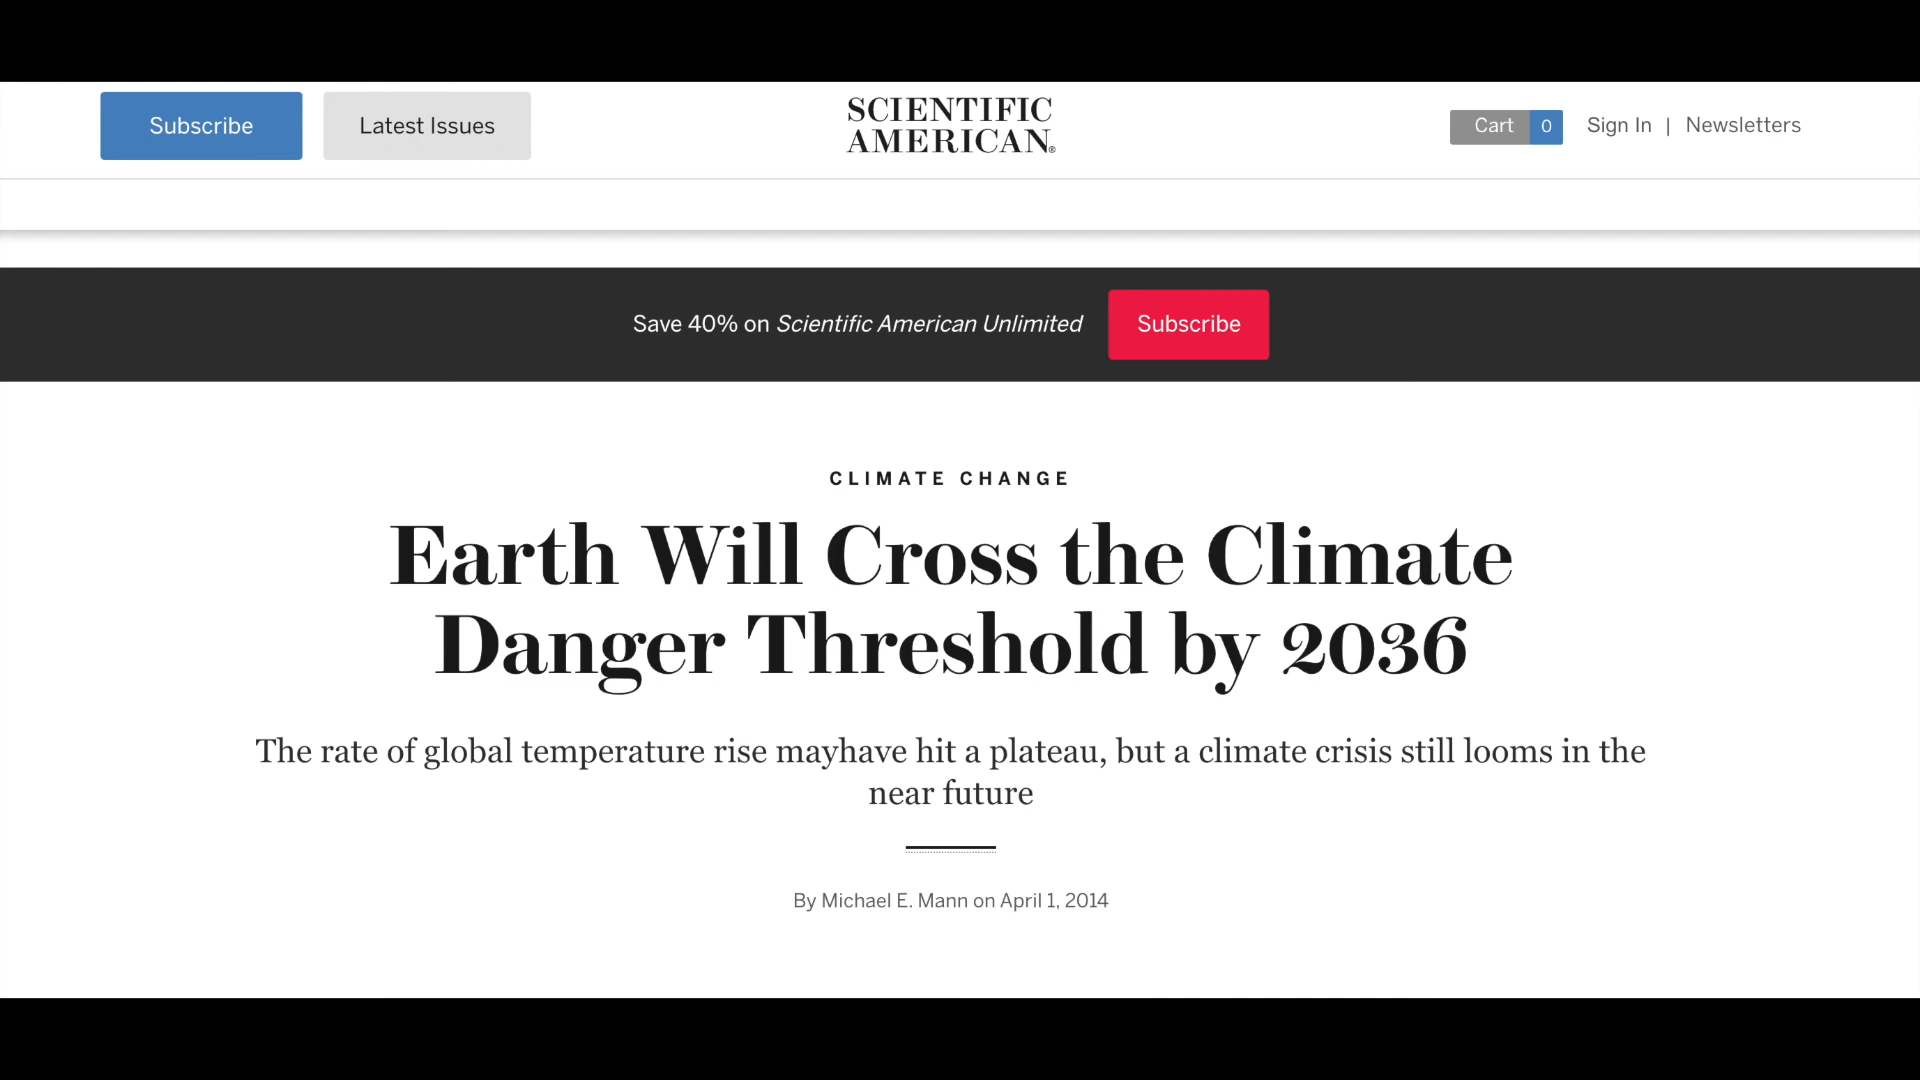 Subscribe
Latest Issues
SCIENTIFIC
AMERICAN®
Cart 0
Sign In | Newsletters
Save 40% on Scientific American Unlimited
Subscribe
CLIMATE CHANGE
Earth Will Cross the Climate
Danger Threshold by 2036
The rate of global temperature rise mayhave hit a plateau, but a climate crisis still looms in the
near future
By Michael E. Mann on April 1, 2014